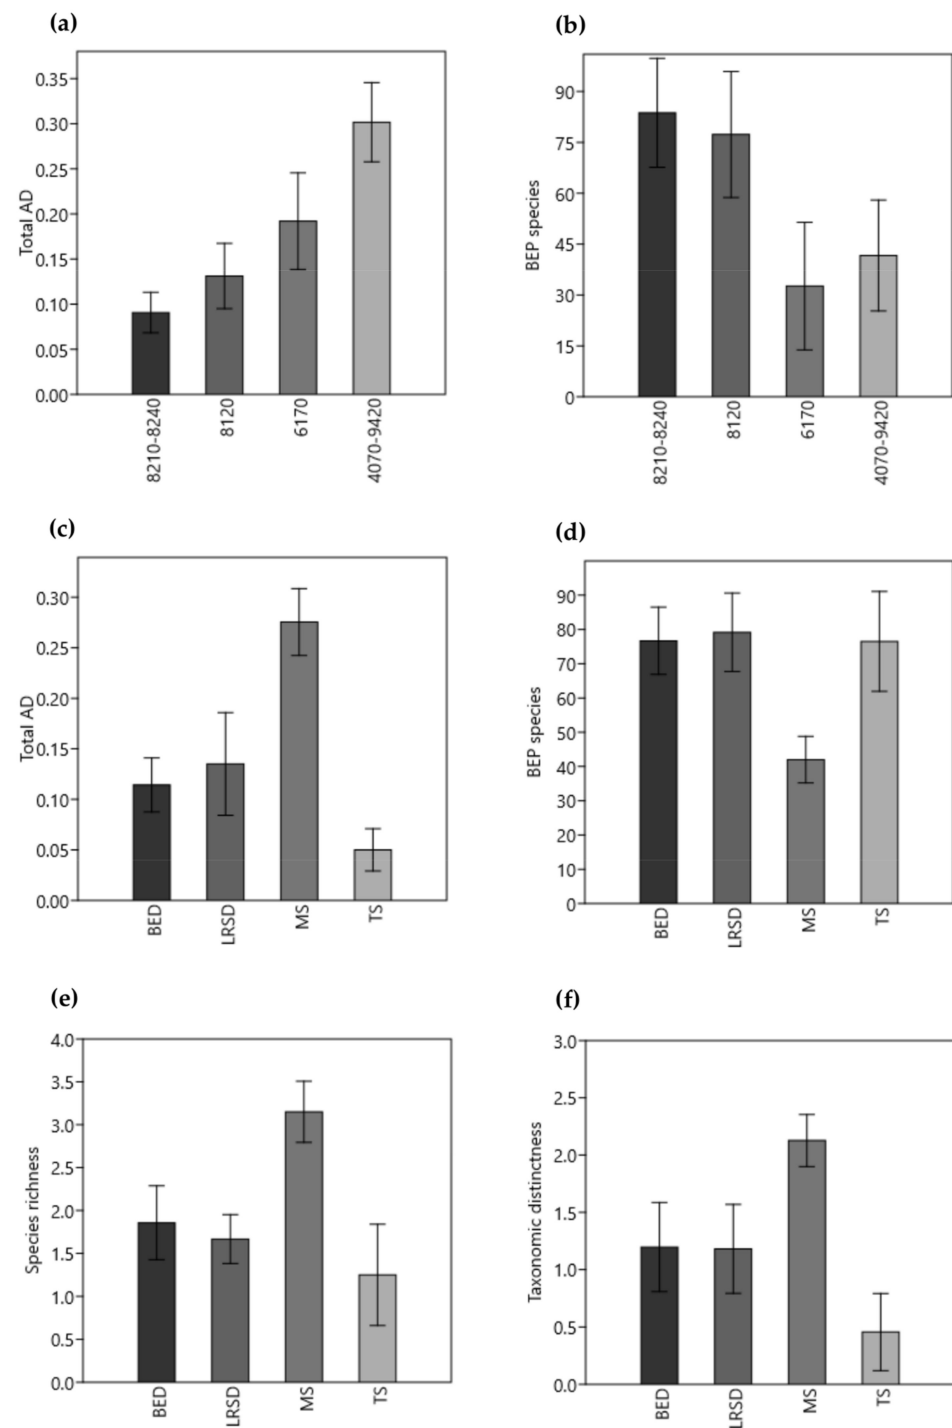 (a)
Total AD
0.35
0.30
0.25
0.20
0.15
0.10
0.05
0.00
8210-8240
8120
6170
4070-9420
(b)
BEP species
90
75
60
45
30
15
0
8210-8240
8120
6170
4070-9420
(c)
Total AD
0.30
0.25
0.20
0.15
0.10
0.05
0.00
BED
LRSD
MS
TS
(d)
BEP species
90
80
70
60
50
40
30
20
10
0
BED
LRSD
MS
TS
(e)
Species richness
4.0
3.5
3.0
2.5
2.0
1.5
1.0
0.5
0.0
BED
LRSD
MS
TS
(f)
Taxonomic distinctness
3.0
2.5
2.0
1.5
1.0
0.5
0.0
BED
LRSD
MS
TS